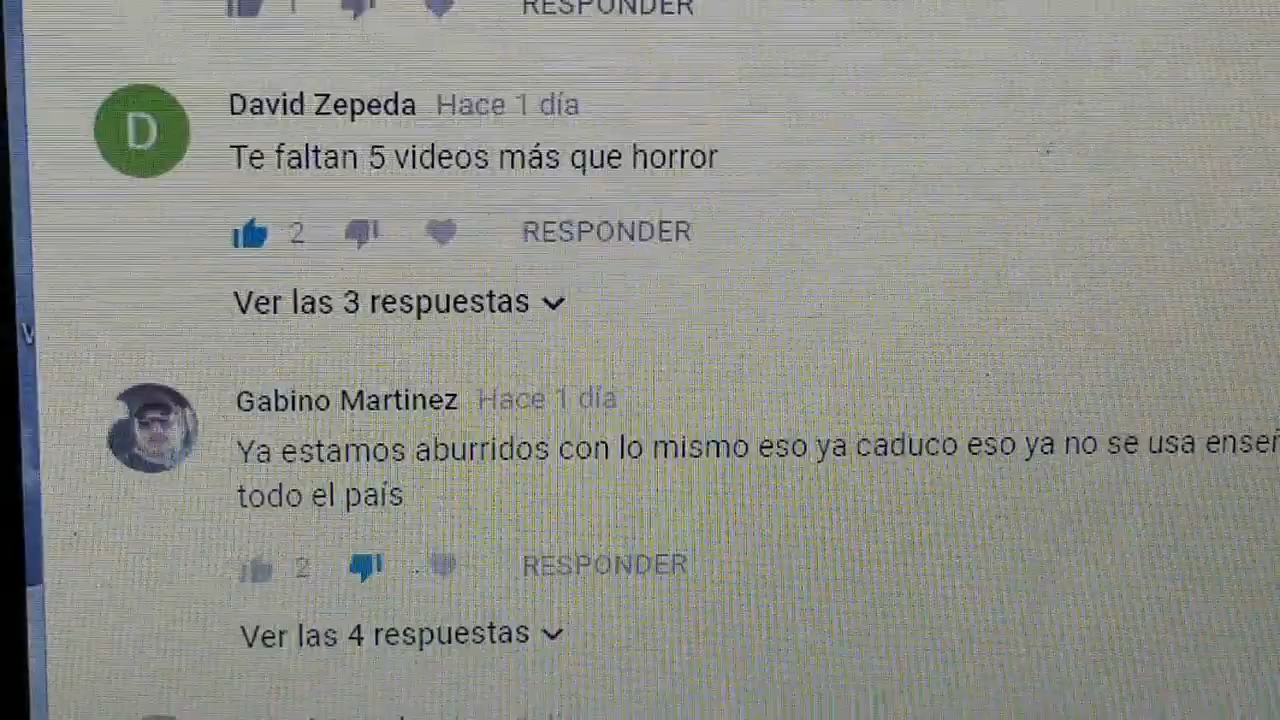 1 RESPONDER
D
David Zepeda Hace 1 día
Te faltan 5 videos más que horror
2 RESPONDER
Ver las 3 respuestas
Gabino Martinez Hace 1 día
Ya estamos aburridos con lo mismo eso ya caduco eso ya no se usa
todo el país
2 RESPONDER
Ver las 4 respuestas